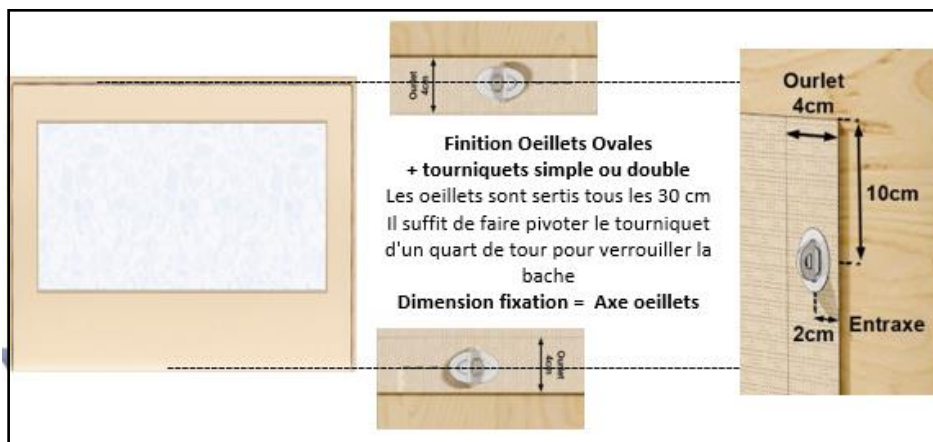 Ourlet
4cm
Finition Oeillets Ovales
+ tourniquets simple ou double
Les oeillets sont sertis tous les 30 cm
Il suffit de faire pivoter le tourniquet
d'un quart de tour pour verrouiller la
bache
Dimension fixation = Axe oeillets
Ourlet
4cm
Ourlet
4cm
10cm
2cm
Entraxe